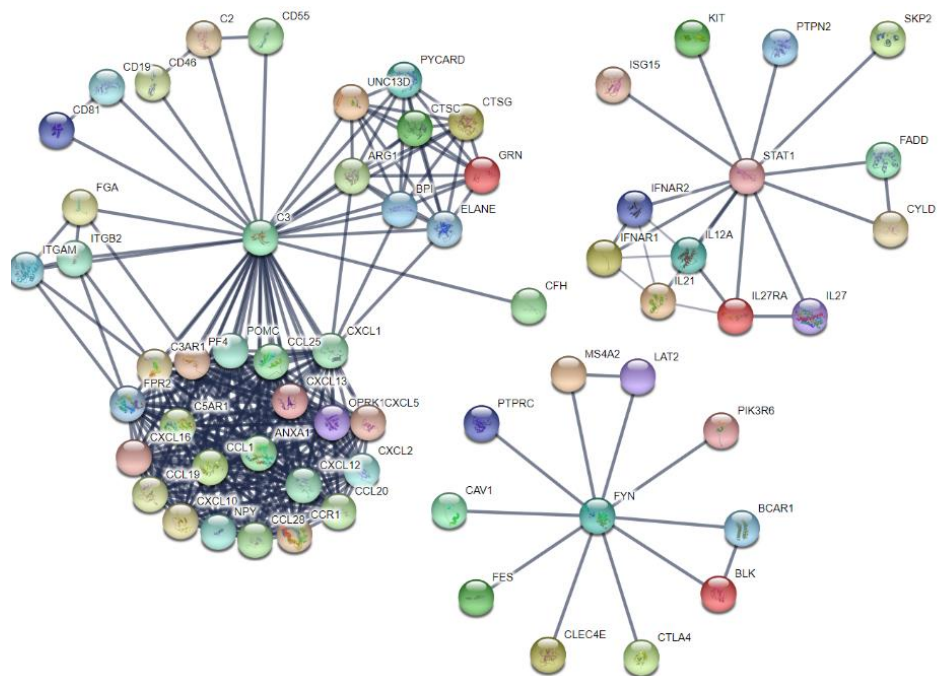 C2
CD55
CD19
CD46
CD81
PYCARD
UNC13D
CTSC
CTSG
ARG1
GRN
BPI
ELANE
FGA
C3
ITGB2
ITGAM
CFH
POMC
CXCL1
C3AR1
PF4
CCL25
FPR2
CXCL13
C5AR1
OPRK1
CXCL5
CXCL16
CCL1
ANXA1
CXCL2
CCL19
CXCL12
CCL20
CXCL10
NPY
CCL28
CCR1
KIT
PTPN2
SKP2
ISG15
STAT1
FADD
IFNAR2
CYLD
IFNAR1
IL12A
IL21
IL27RA
IL27
MS4A2
LAT2
PTPRC
PIK3R6
CAV1
FYN
BCAR1
FES
BLK
CLEC4E
CTLA4